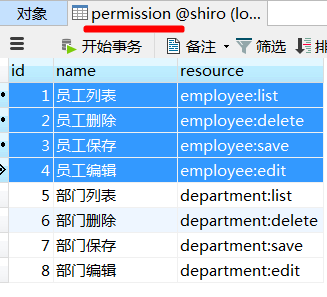 对象 permission @shiro (lo...
开始事务 备注 筛选 排
id name resource
1 员工列表 employee:list
2 员工删除 employee:delete
3 员工保存 employee:save
4 员工编辑 employee:edit
5 部门列表 department:list
6 部门删除 department:delete
7 部门保存 department:save
8 部门编辑 department:edit